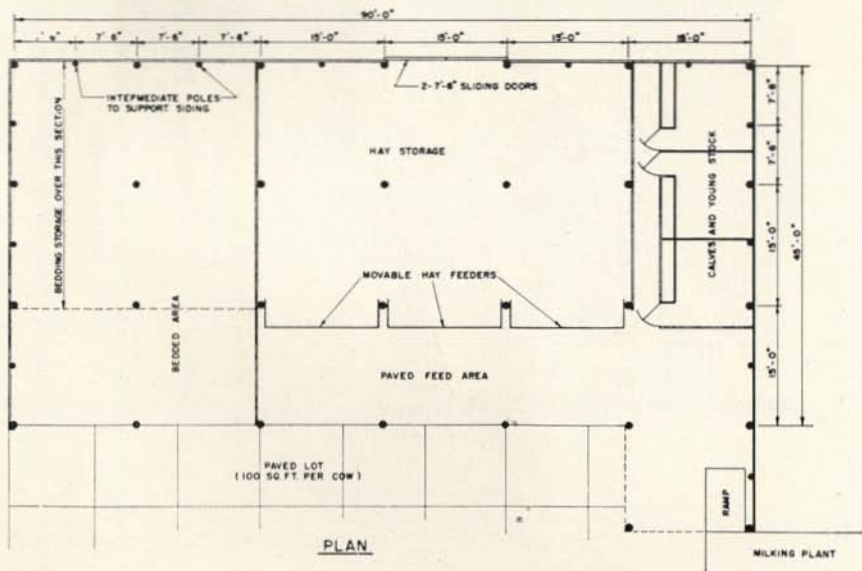 90'-0"
7'-6" 7'-6" 7'-6" 15'-0" 15'-0" 15'-0" 15'-0"
2-7'-6" SLIDING DOORS
INTEPMEDIATE POLES
TO SUPPORT SIDING
BEDDING STORAGE OVER THIS SECTION
HAY STORAGE
CALVES AND YOUNG STOCK
7'-6"
7'-6"
15'-0"
45'-0"
15'-0"
MOVABLE HAY FEEDERS
BEDDED AREA
PAVED FEED AREA
PAVED LOT
(100 SQ. FT. PER COW)
RAMP
PLAN
MILKING PLANT